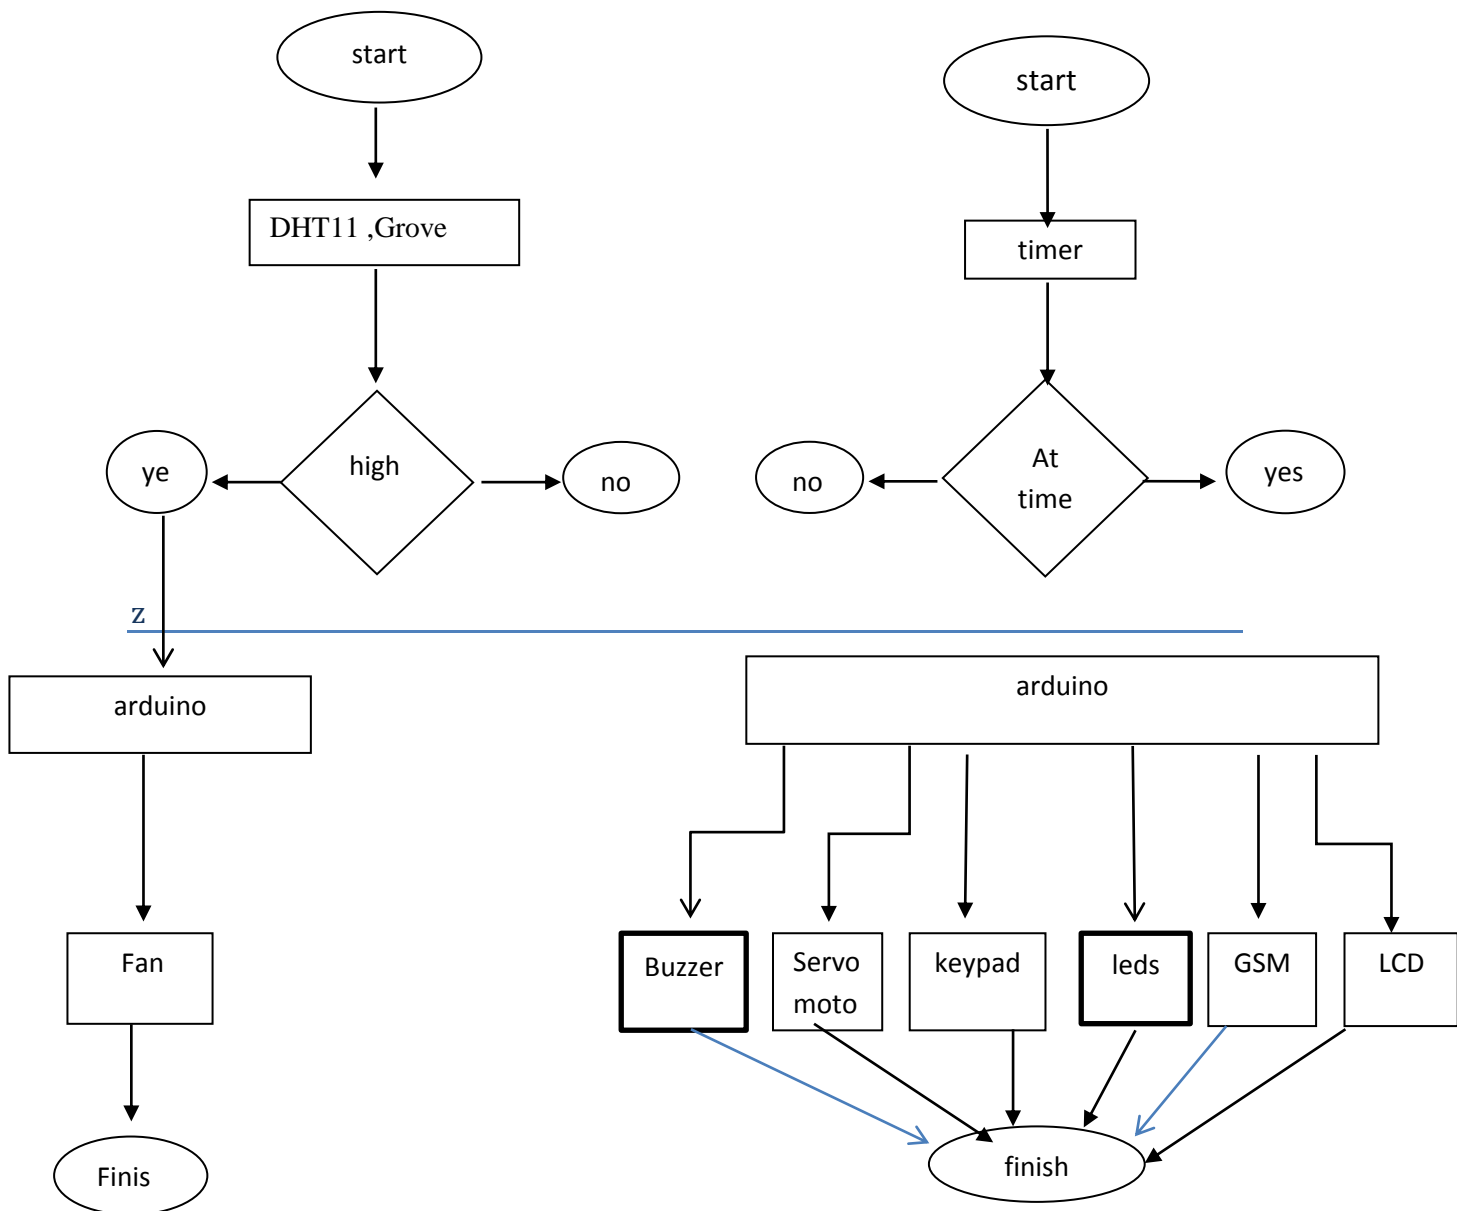 start
start
DHT11 ,Grove
timer
ye
high
no
no
At
time
yes
z
arduino
arduino
Fan
Buzzer
Servo
moto
keypad
leds
GSM
LCD
Finis
finish